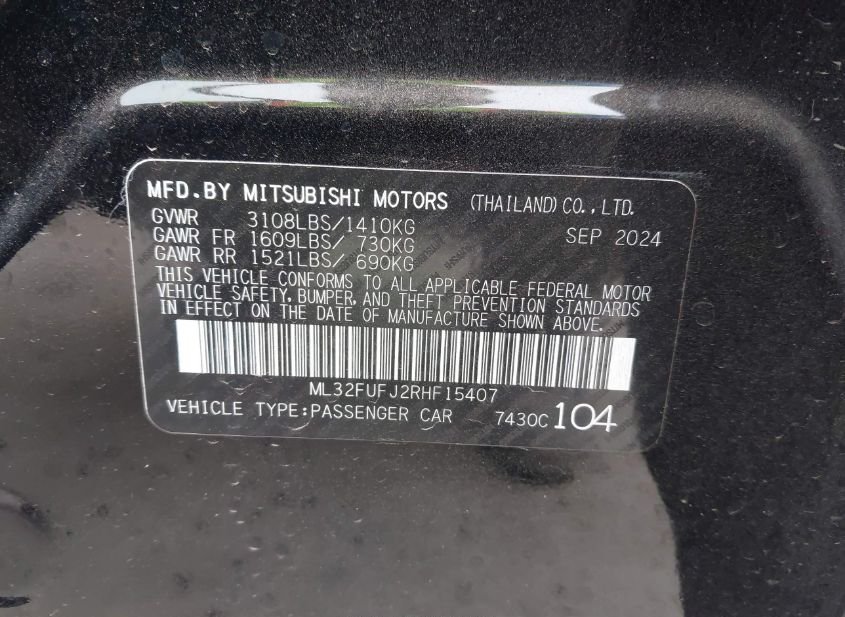 MFD.BY MITSUBISHI MOTORS (THAILAND)CO.,LTD.
GVWR 3108LBS/1410KG SEP 2024
GAWR FR 1609LBS/ 730KG
GAWR RR 1521LBS/ 690KG
THIS VEHICLE CONFORMS TO ALL APPLICABLE FEDERAL MOTOR
VEHICLE SAFETY, BUMPER, AND THEFT PREVENTION STANDARDS
IN EFFECT ON THE DATE OF MANUFACTURE SHOWN ABOVE.
ML32FUFJ2RHF15407
VEHICLE TYPE:PASSENGER CAR 7430C 104